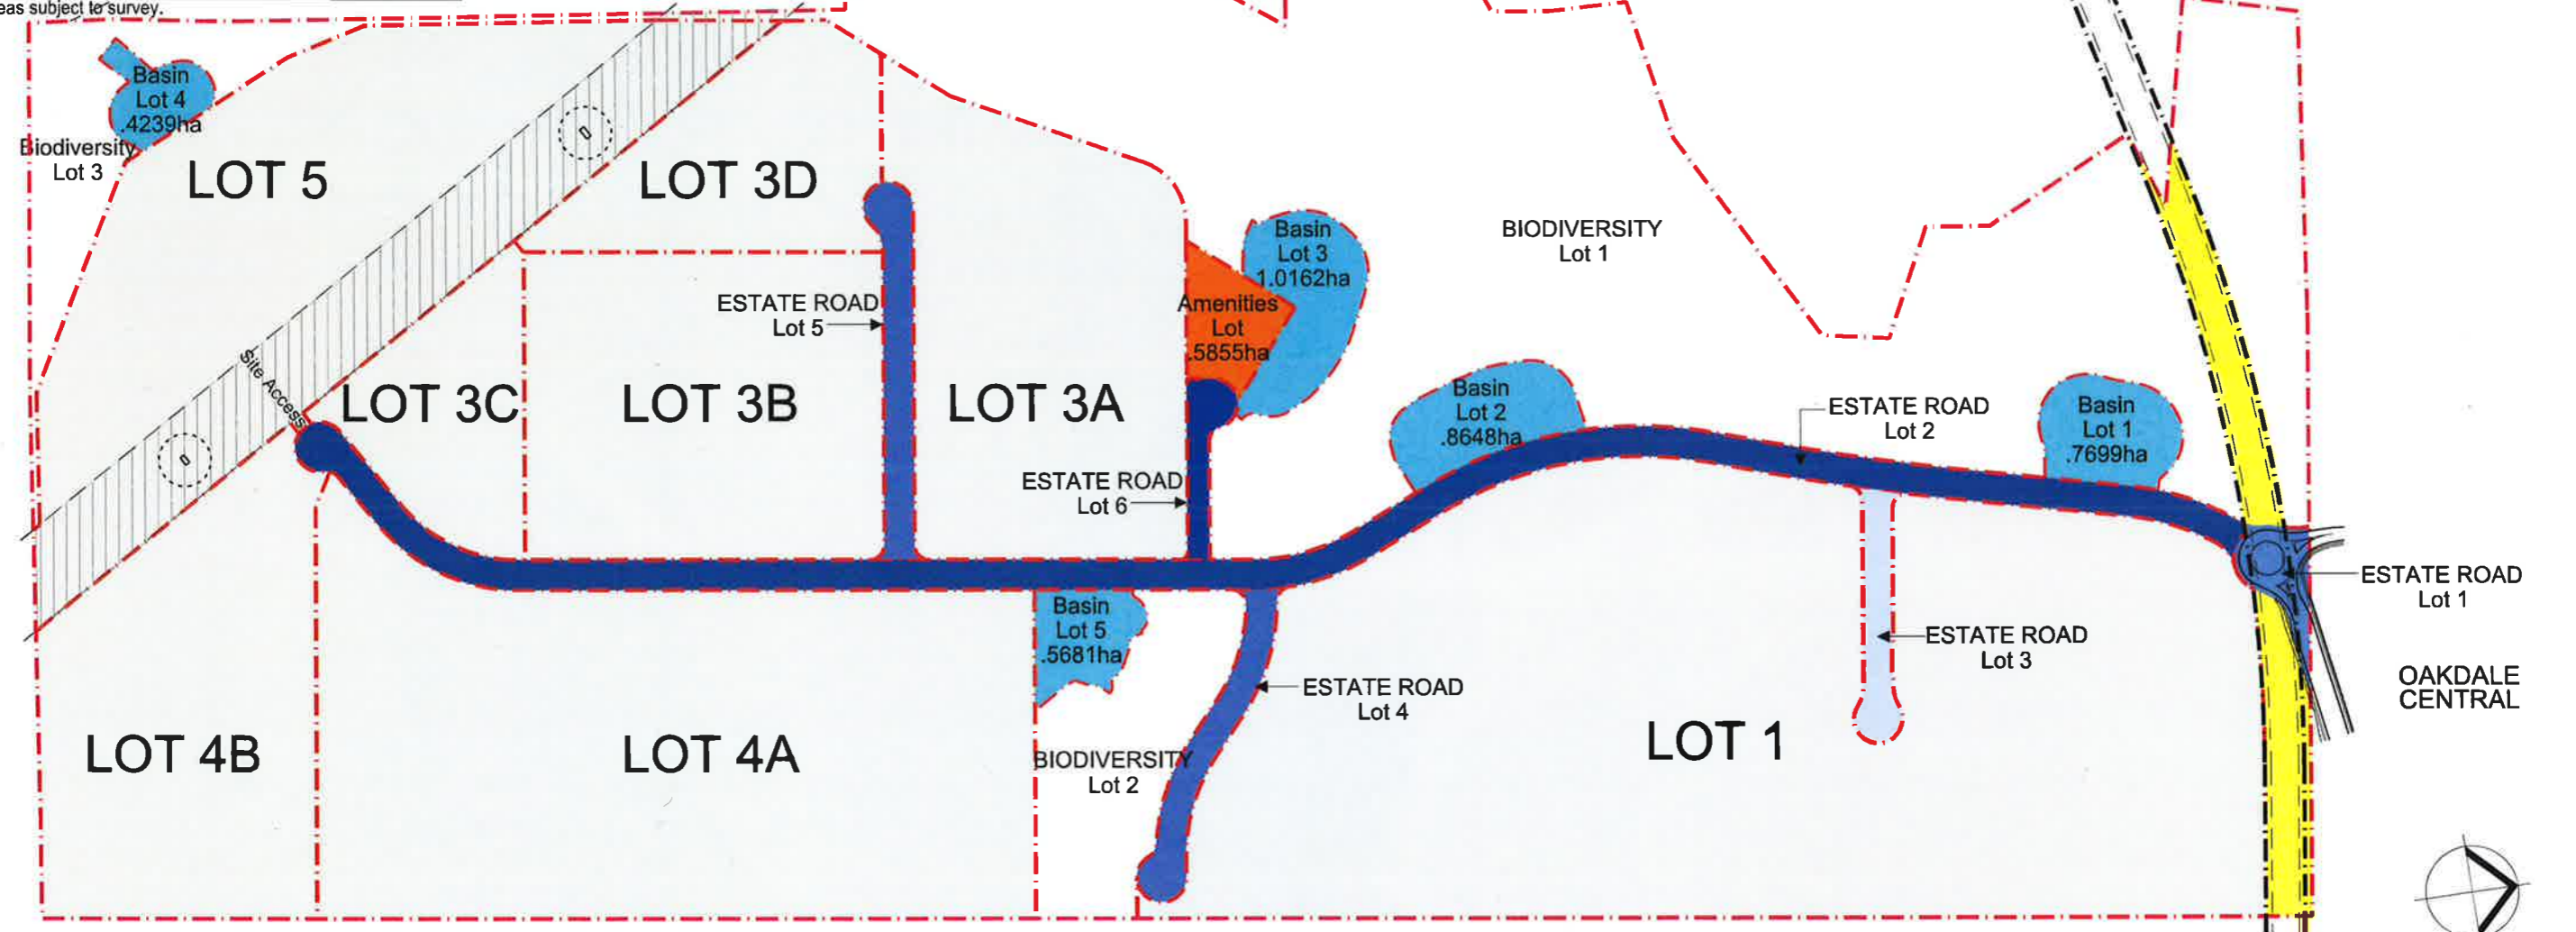 eas subject to survey.
Basin
Lot 4
.4239ha
Biodiversity
Lot 3
LOT 5
LOT 3D
BIODIVERSITY
Lot 1
Basin
Lot 3
1.0162ha
Amenities
Lot
.5855ha
ESTATE ROAD
Lot 5
Site Access
LOT 3C
LOT 3B
LOT 3A
Basin
Lot 2
.8648ha
ESTATE ROAD
Lot 2
Basin
Lot 1
.7699ha
ESTATE ROAD
Lot 6
ESTATE ROAD
Lot 1
Basin
Lot 5
.5681ha
ESTATE ROAD
Lot 3
ESTATE ROAD
Lot 4
OAKDALE
CENTRAL
LOT 4B
LOT 4A
BIODIVERSITY
Lot 2
LOT 1